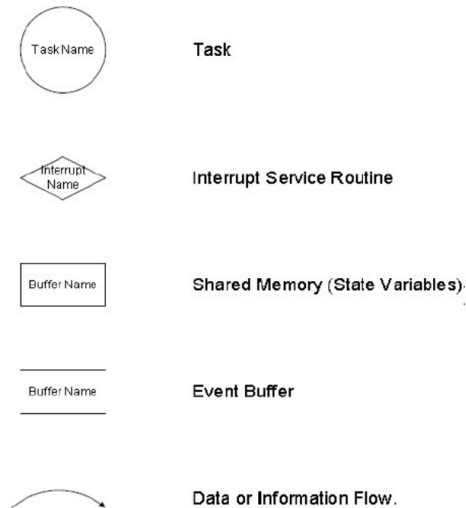 TaskName
Task
Interrupt
Name
Interrupt Service Routine
Buffer Name
Shared Memory (State Variables)
Buffer Name
Event Buffer
Data or Information Flow.